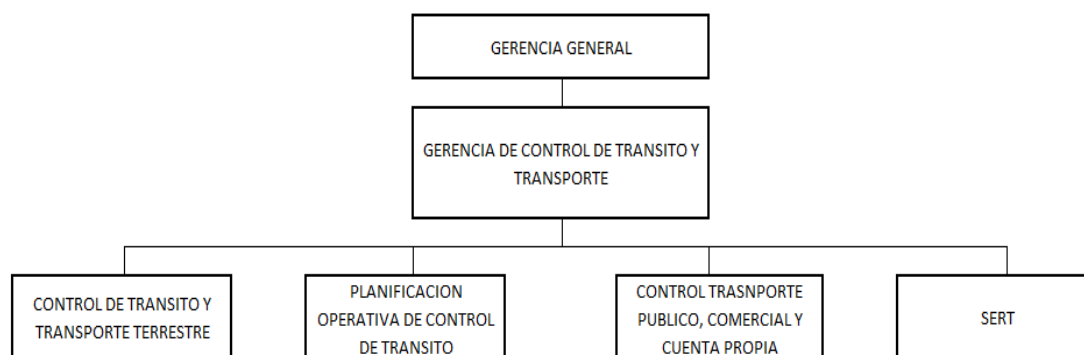 GERENCIA GENERAL
GERENCIA DE CONTROL DE TRANSITO Y
TRANSPORTE
CONTROL DE TRANSITO Y
TRANSPORTE TERRESTRE
PLANIFICACION
OPERATIVA DE CONTROL
DE TRANSITO
CONTROL TRASNPORTE
PUBLICO, COMERCIAL Y
CUENTA PROPIA
SERT